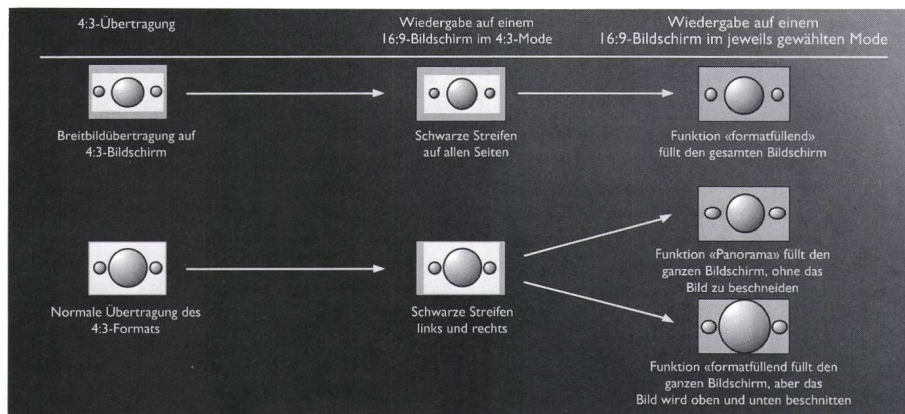 4:3-Übertragung
Wiedergabe auf einem
16:9-Bildschirm im 4:3-Mode
Wiedergabe auf einem
16:9-Bildschirm im jeweils gewählten Mode
Breitbildübertragung auf
4:3-Bildschirm
Schwarze Streifen
auf allen Seiten
Funktion «formatfüllend»
füllt den gesamten Bildschirm
Normale Übertragung des
4:3-Formats
Schwarze Streifen
links und rechts
Funktion «Panorama» füllt den
ganzen Bildschirm, ohne das
Bild zu beschneiden
Funktion «formatfüllend füllt den
ganzen Bildschirm, aber das
Bild wird oben und unten beschnitten